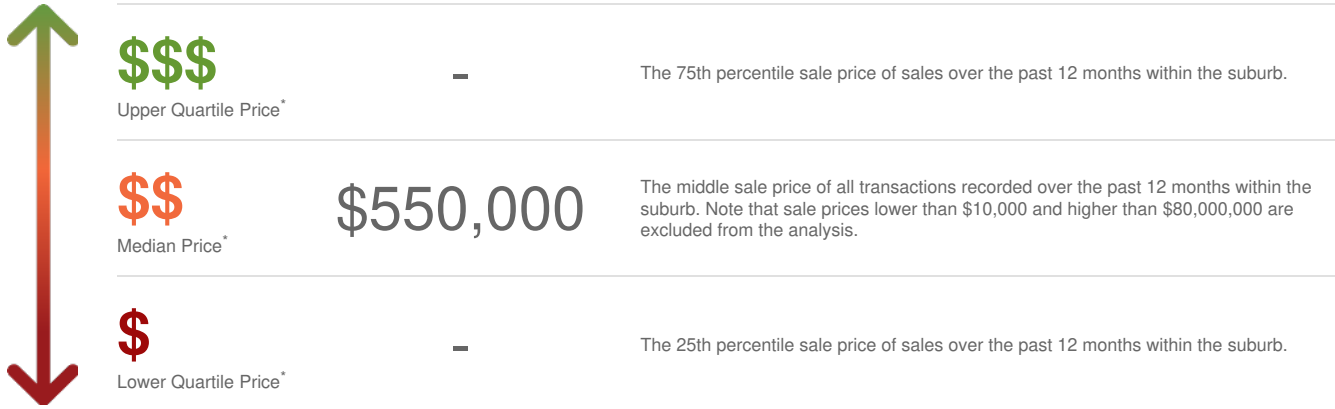 $$$
Upper Quartile Price*
-
The 75th percentile sale price of sales over the past 12 months within the suburb.
$$
Median Price*
$550,000
The middle sale price of all transactions recorded over the past 12 months within the
suburb. Note that sale prices lower than $10,000 and higher than $80,000,000 are
excluded from the analysis.
$
Lower Quartile Price*
-
The 25th percentile sale price of sales over the past 12 months within the suburb.